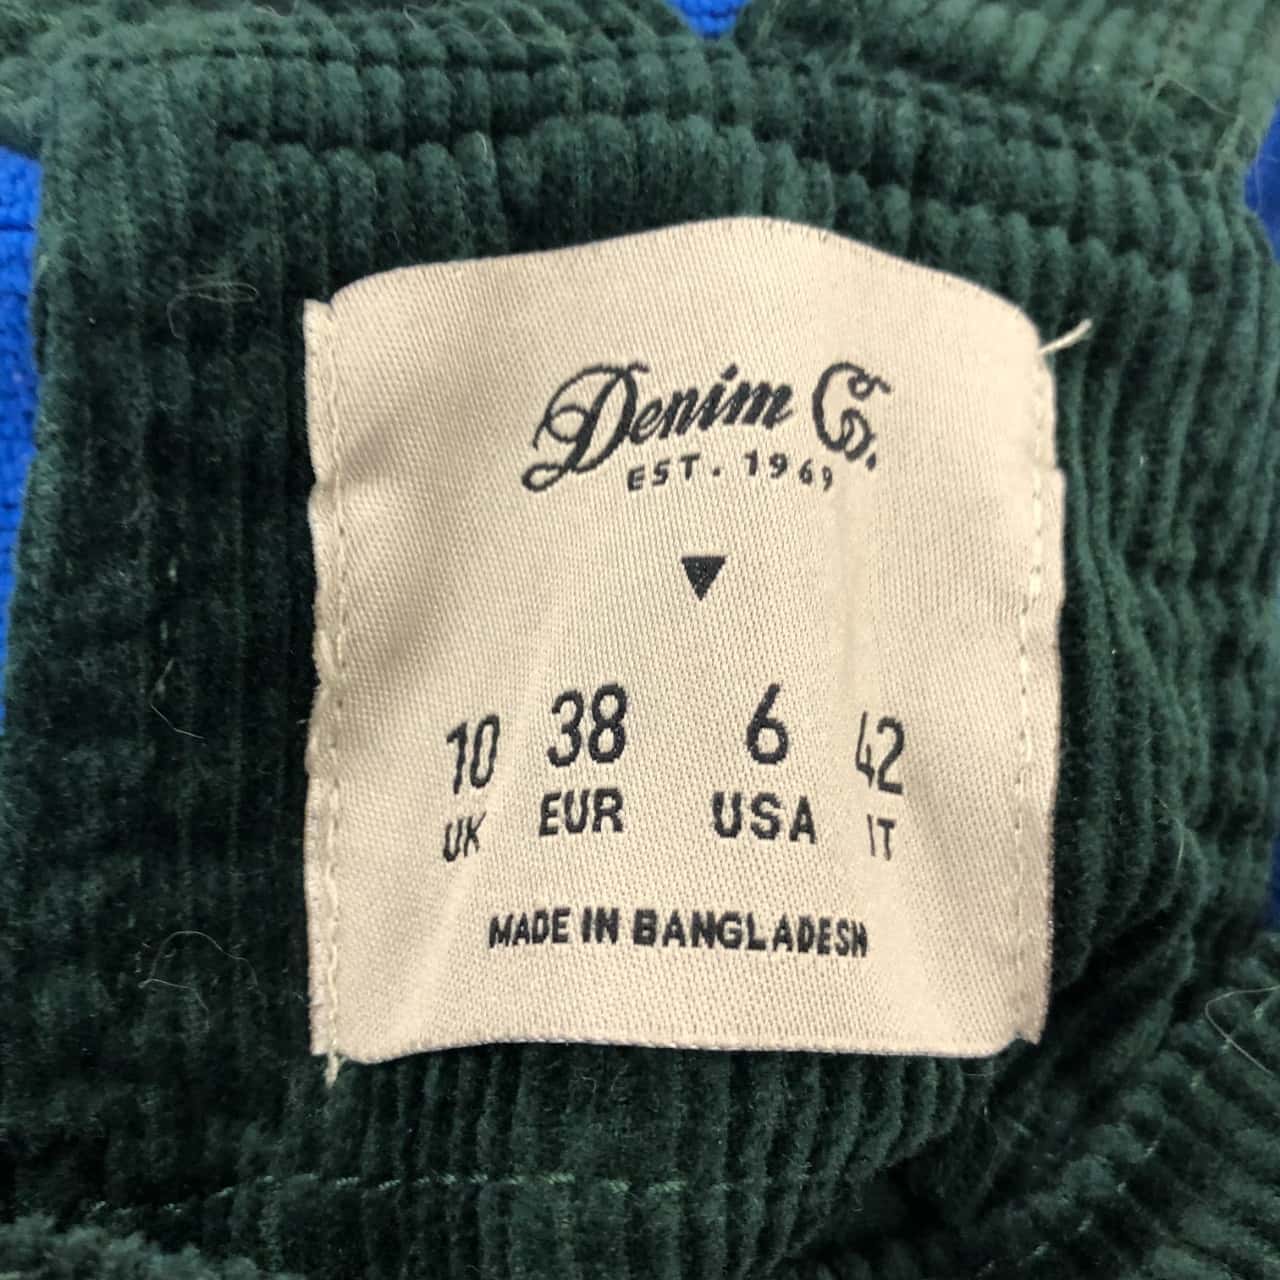 Denim Co.
EST. 1969
10 38 6 42
UK EUR USA IT
MADE IN BANGLADESH